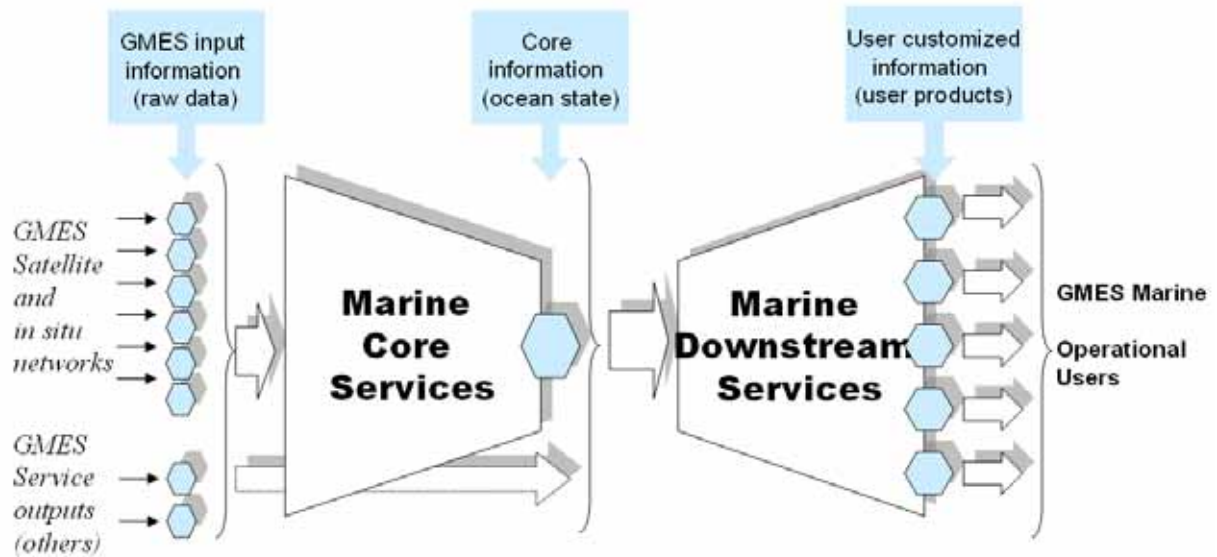 GMES input
information
(raw data)
Core
information
(ocean state)
User customized
information
(user products)
GMES
Satellite
and
in situ
networks
GMES
Service
outputs
(others)
Marine
Core
Services
Marine
Downstream
Services
GMES Marine
Operational
Users